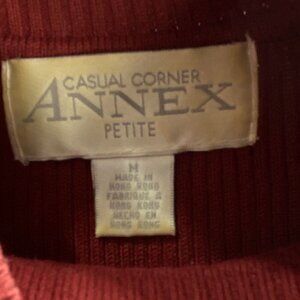 CASUAL CORNER
ANNEX
PETITE
M
MADE IN
HONG KONG
FABRIQUE A
HONG KONG
HECHO EN
HONG KONG